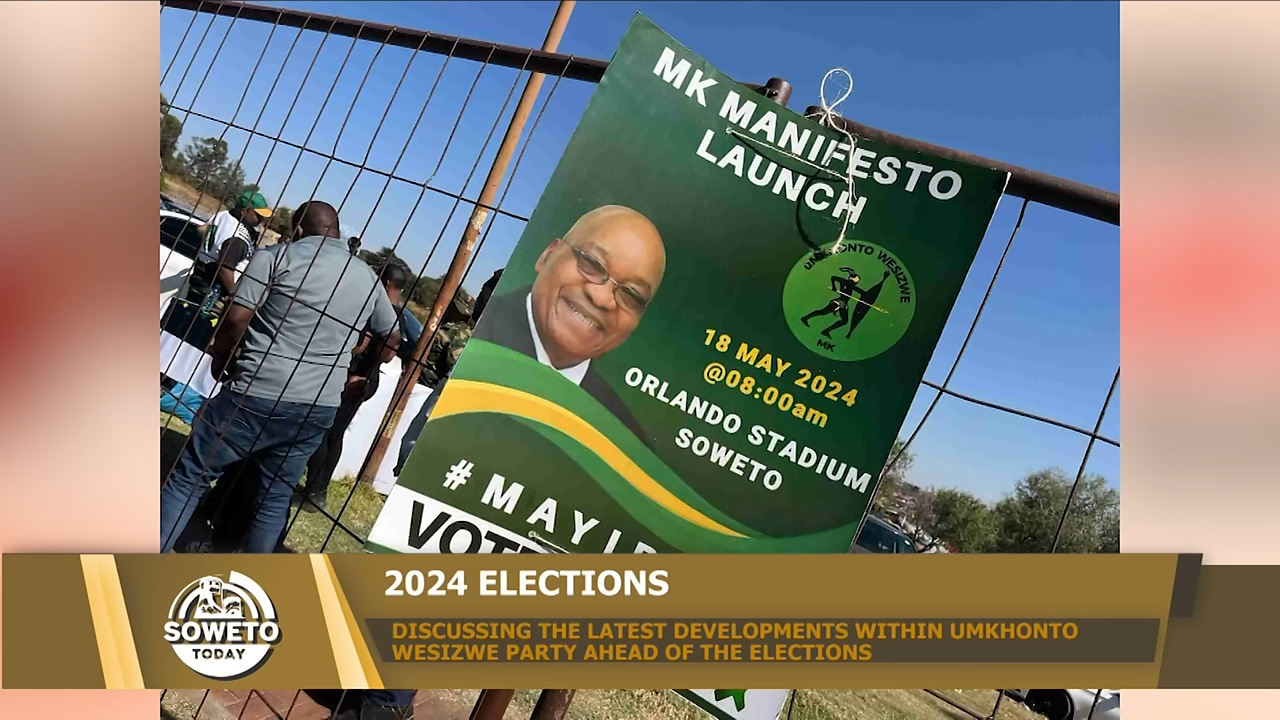 MK MANIFESTO
LAUNCH
UMKHONTO WESIZWE
MK
18 MAY 2024
@08:00am
ORLANDO STADIUM
SOWETO
2024 ELECTIONS
DISCUSSING THE LATEST DEVELOPMENTS WITHIN UMKHONTO
WESIZWE PARTY AHEAD OF THE ELECTIONS
SOWETO
TODAY